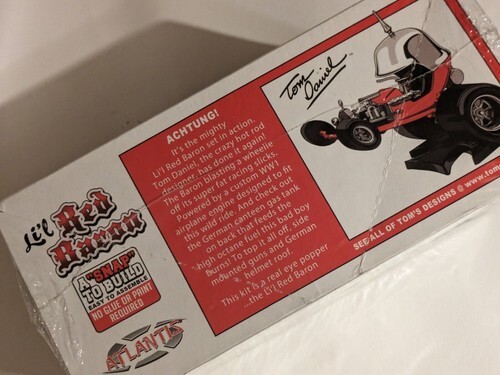 Li'l Red
Baron
A "SNAP"
TO BUILD
EASY TO ASSEMBLE
NO GLUE OR PAINT
REQUIRED
ATLANTIS
ACHTUNG!
It's the mighty
Li'l Red Baron set in action.
Tom Daniel, the crazy hot rod
designer, has done it again!
The Baron blasting a wheelie
of its super fat racing slicks.
Powered by a custom WW1
airplane engine designed to fit
this wild ride. And check out
the German canteen gas tank
on back that feeds the
high octane fuel this bad boy
burns! To top it all off, side
mounted guns and German
helmet roof.
This kit is a real eye popper
...the Li'l Red Baron
Tom
Daniel
SEE ALL OF TOM'S DESIGNS @ www.tom